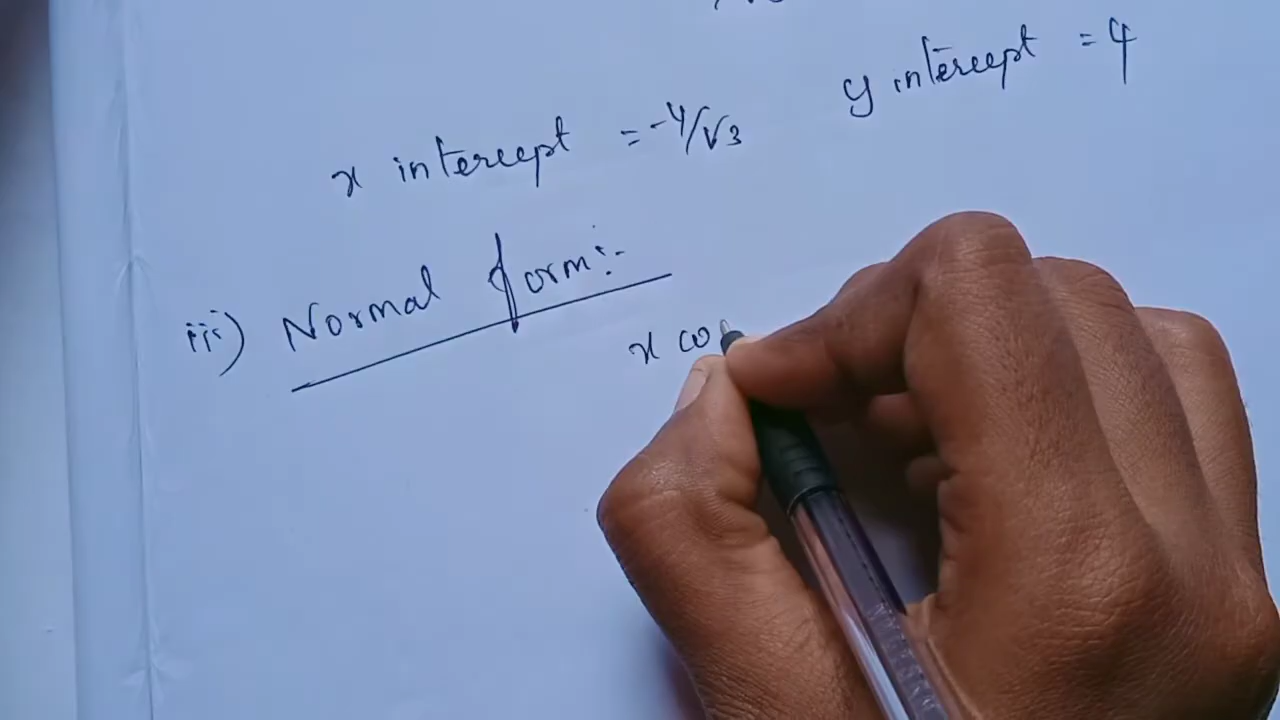 y intercept = 4
x intercept = -4/√3
iii) Normal form:-
x co